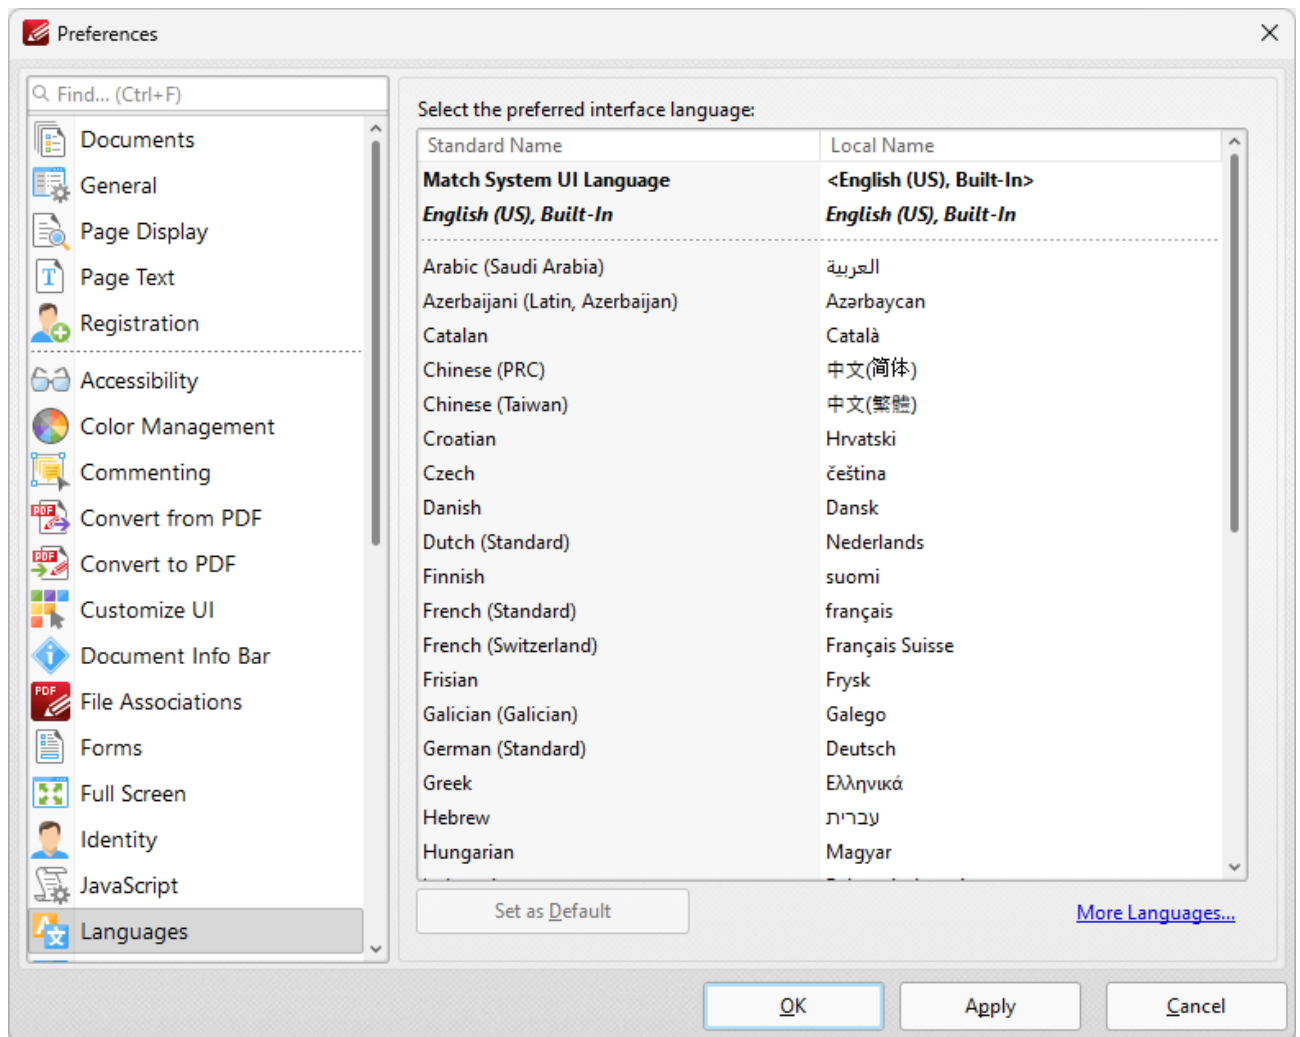 Preferences
Find... (Ctrl+F)
Documents
General
Page Display
Page Text
Registration
Accessibility
Color Management
Commenting
Convert from PDF
Convert to PDF
Customize UI
Document Info Bar
File Associations
Forms
Full Screen
Identity
JavaScript
Languages
Select the preferred interface language:
Standard Name Local Name
Match System UI Language <English (US), Built-In>
English (US), Built-In English (US), Built-In
Arabic (Saudi Arabia) العربية
Azerbaijani (Latin, Azerbaijan) Azərbaycan
Catalan Català
Chinese (PRC) 中文(简体)
Chinese (Taiwan) 中文(繁體)
Croatian Hrvatski
Czech čeština
Danish Dansk
Dutch (Standard) Nederlands
Finnish suomi
French (Standard) français
French (Switzerland) Français Suisse
Frisian Frysk
Galician (Galician) Galego
German (Standard) Deutsch
Greek Ελληνικά
Hebrew עברית
Hungarian Magyar
Set as Default More Languages...
OK Apply Cancel